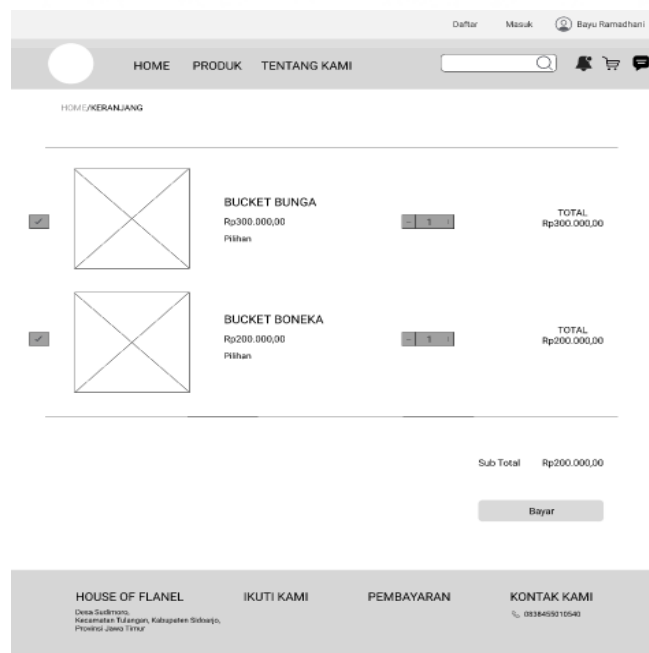 Daftar Masuk Bayu Ramadhani
HOME PRODUK TENTANG KAMI
HOME/KERANJANG
BUCKET BUNGA
Rp300.000,00
Pilihan
- 1 +
TOTAL
Rp300.000,00
BUCKET BONEKA
Rp200.000,00
Pilihan
- 1 +
TOTAL
Rp200.000,00
Sub Total Rp200.000,00
Bayar
HOUSE OF FLANEL
Desa Sudimoro,
Kecamatan Tulangan, Kabupaten Sidoarjo,
Provinsi Jawa Timur
IKUTI KAMI
PEMBAYARAN
KONTAK KAMI
0838455010540